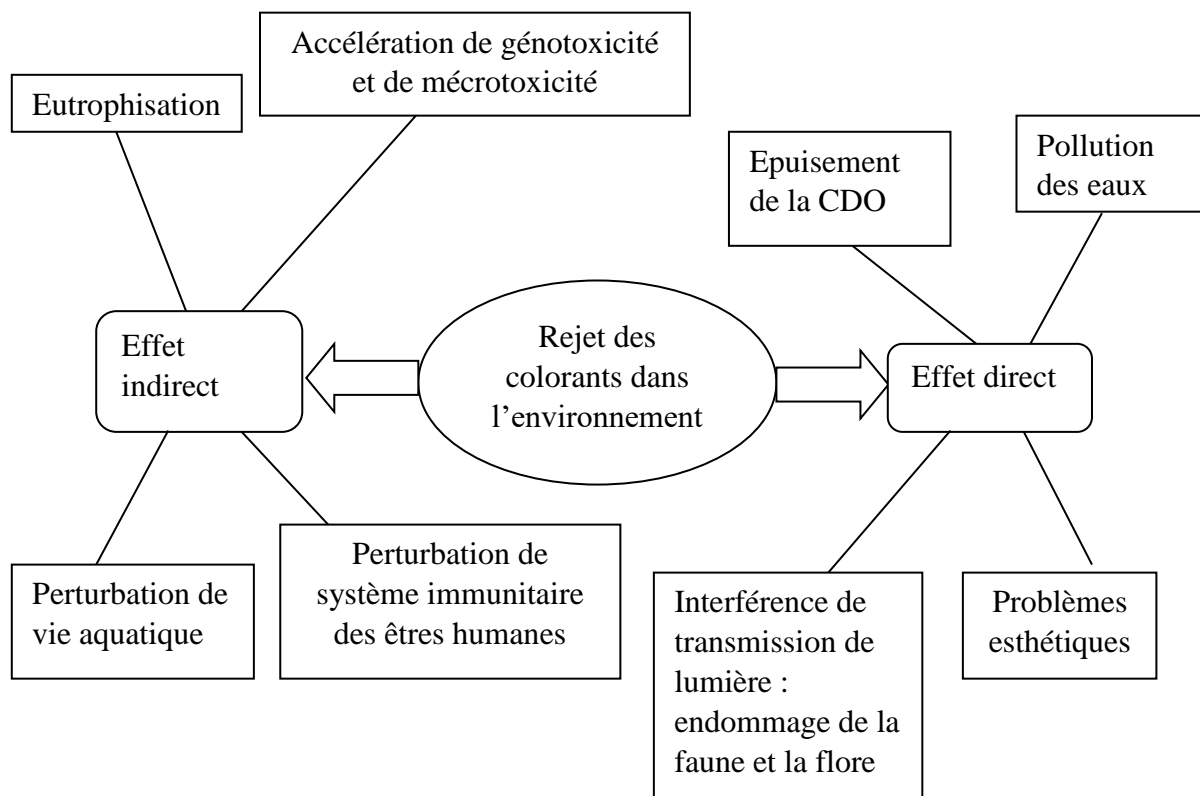 Accélération de génotoxicité
et de mécrotoxicité
Eutrophisation
Epuisement
de la CDO
Pollution
des eaux
Effet
indirect
Rejet des
colorants dans
l’environnement
Effet direct
Perturbation de
vie aquatique
Perturbation de
système immunitaire
des êtres humanes
Interférence de
transmission de
lumière :
endommage de la
faune et la flore
Problèmes
esthétiques